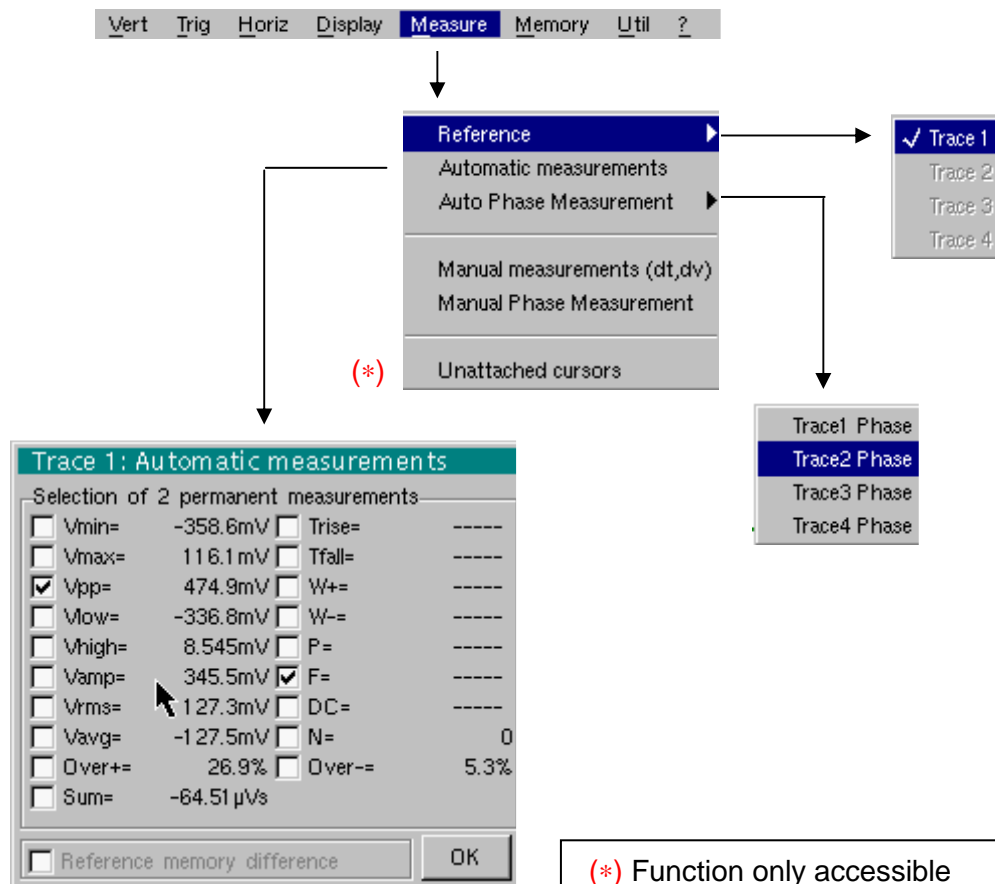 Vert Trig Horiz Display Measure Memory Util ?
Reference
Automatic measurements
Auto Phase Measurement
Manual measurements (dt,dv)
Manual Phase Measurement
(*) Unattached cursors
✓ Trace 1
Trace 2
Trace 3
Trace 4
Trace1 Phase
Trace2 Phase
Trace3 Phase
Trace4 Phase
Trace 1: Automatic measurements
Selection of 2 permanent measurements
Vmin= -358.6mV Trise= -----
Vmax= 116.1mV Tfall= -----
Vpp= 474.9mV W+= -----
Vlow= -336.8mV W-= -----
Vhigh= 8.545mV P= -----
Vamp= 345.5mV F= -----
Vrms= 127.3mV DC= -----
Vavg= -127.5mV N= 0
Over+= 26.9% Over-= 5.3%
Sum= -64.51µVs
Reference memory difference OK
(*) Function only accessible